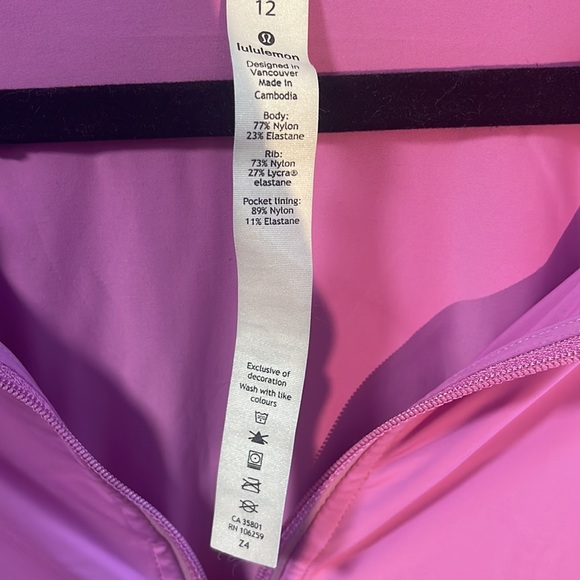 12
lululemon
Designed in
Vancouver
Made in
Cambodia
Body:
77% Nylon
23% Elastane
Rib:
73% Nylon
27% Lycra®
elastane
Pocket lining:
89% Nylon
11% Elastane
Exclusive of
decoration
Wash with like
colours
CA 35801
RN 106259
Z4